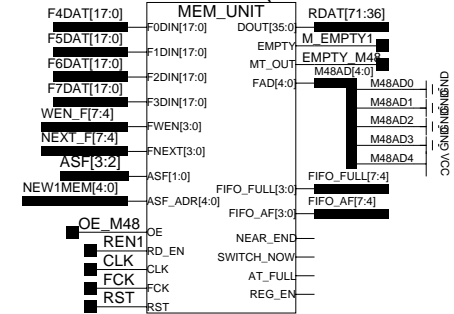 MEM_UNIT
F4DAT[17:0]
F0DIN[17:0]
F5DAT[17:0]
F1DIN[17:0]
F6DAT[17:0]
F2DIN[17:0]
F7DAT[17:0]
F3DIN[17:0]
WEN_F[7:4]
FWEN[3:0]
NEXT_F[7:4]
FNEXT[3:0]
ASF[3:2]
ASF[1:0]
NEW1MEM[4:0]
ASF_ADR[4:0]
OE_M48
OE
REN1
RD_EN
CLK
CLK
FCK
FCK
RST
RST
RDAT[71:36]
DOUT[35:0]
M_EMPTY1
EMPTY
EMPTY_M48
MT_OUT
M48AD[4:0]
FAD[4:0]
M48AD0
M48AD1
M48AD2
M48AD3
M48AD4
GND
VCC
FIFO_FULL[7:4]
FIFO_FULL[3:0]
FIFO_AF[7:4]
FIFO_AF[3:0]
NEAR_END
SWITCH_NOW
AT_FULL
REG_EN